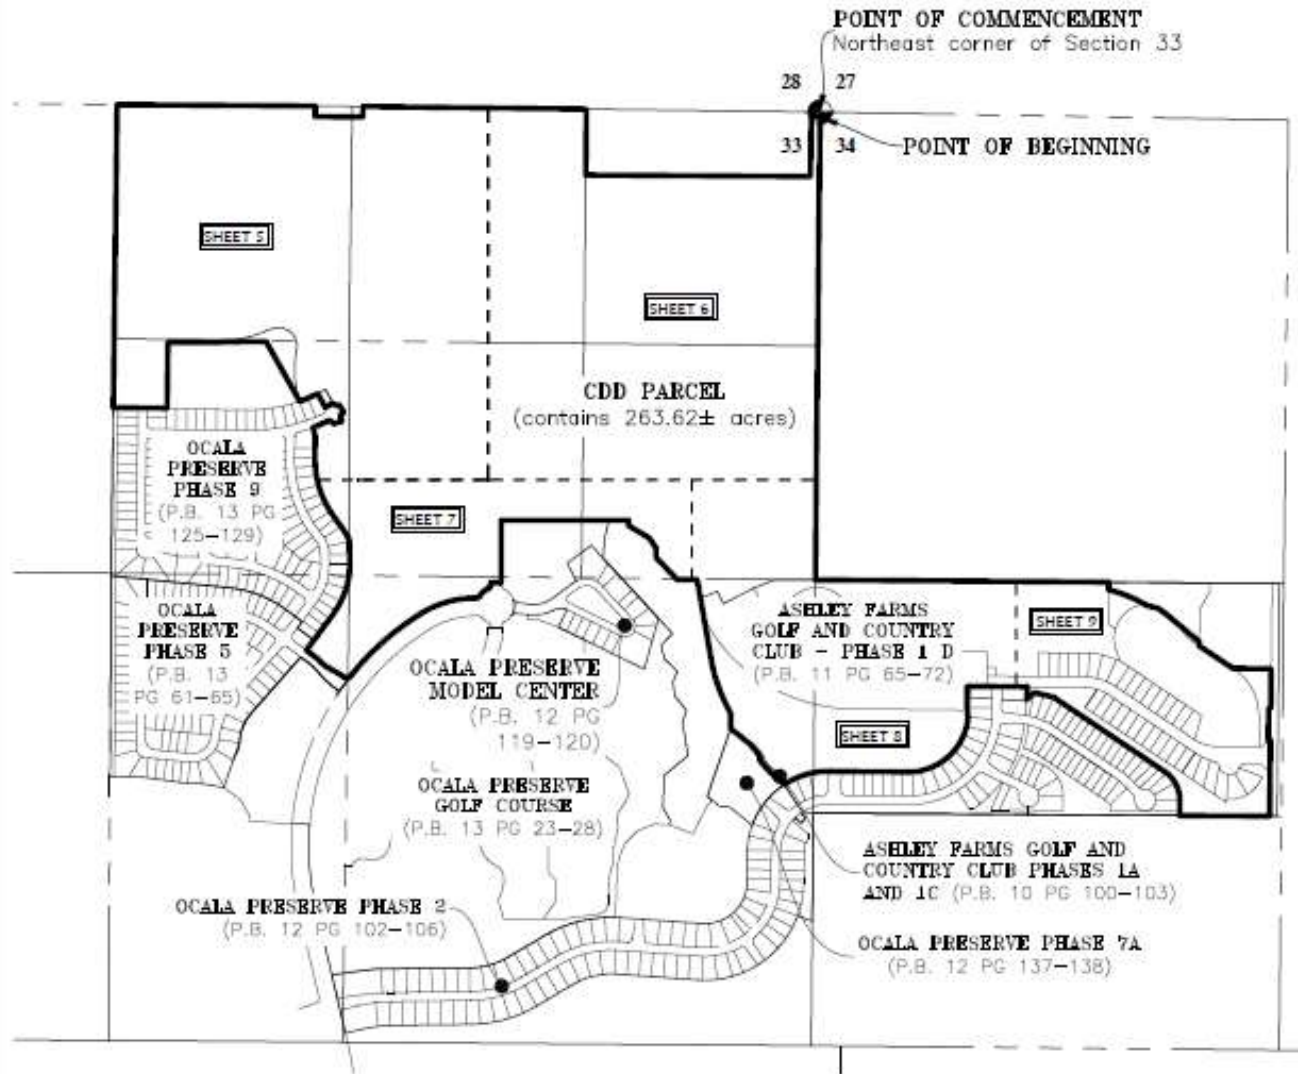 POINT OF COMMENCEMENT
Northeast corner of Section 33
28 27
33 34
POINT OF BEGINNING
SHEET 5
SHEET 6
CDD PARCEL
(contains 263.62± acres)
OCALA
PRESERVE
PHASE 9
(P.B. 13 PG
125-129)
SHEET 7
OCALA
PRESERVE
PHASE 5
(P.B. 13
PG 61-65)
ASHLEY FARMS
GOLF AND COUNTRY
CLUB - PHASE 1 D
(P.B. 11 PG 65-72)
SHEET 9
OCALA PRESERVE
MODEL CENTER
(P.B. 12 PG
119-120)
SHEET 8
OCALA PRESERVE
GOLF COURSE
(P.B. 13 PG 23-28)
ASHLEY FARMS GOLF AND
COUNTRY CLUB PHASES 1A
AND 1C (P.B. 10 PG 100-103)
OCALA PRESERVE PHASE 2
(P.B. 12 PG 102-106)
OCALA PRESERVE PHASE 7A
(P.B. 12 PG 137-138)